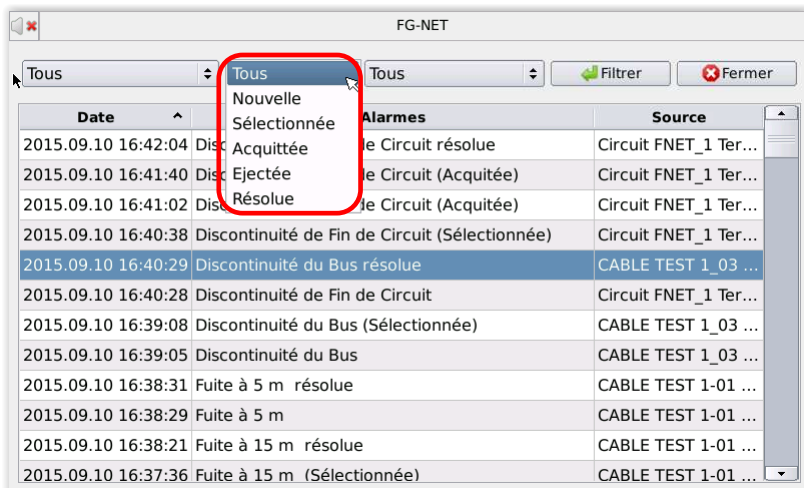 FG-NET
Tous Tous Tous Filtrer Fermer
Nouvelle
Sélectionnée
Acquittée
Ejectée
Résolue
Date Alarmes Source
2015.09.10 16:42:04 Disc de Circuit résolue Circuit FNET_1 Ter...
2015.09.10 16:41:40 Disc de Circuit (Acquitée) Circuit FNET_1 Ter...
2015.09.10 16:41:02 Disc de Circuit (Acquitée) Circuit FNET_1 Ter...
2015.09.10 16:40:38 Discontinuité de Fin de Circuit (Sélectionnée) Circuit FNET_1 Ter...
2015.09.10 16:40:29 Discontinuité du Bus résolue CABLE TEST 1_03 ...
2015.09.10 16:40:28 Discontinuité de Fin de Circuit Circuit FNET_1 Ter...
2015.09.10 16:39:08 Discontinuité du Bus (Sélectionnée) CABLE TEST 1_03 ...
2015.09.10 16:39:05 Discontinuité du Bus CABLE TEST 1_03 ...
2015.09.10 16:38:31 Fuite à 5 m résolue CABLE TEST 1-01 ...
2015.09.10 16:38:29 Fuite à 5 m CABLE TEST 1-01 ...
2015.09.10 16:38:21 Fuite à 15 m résolue CABLE TEST 1-01 ...
2015.09.10 16:37:36 Fuite à 15 m (Sélectionnée) CABLE TEST 1-01 ...